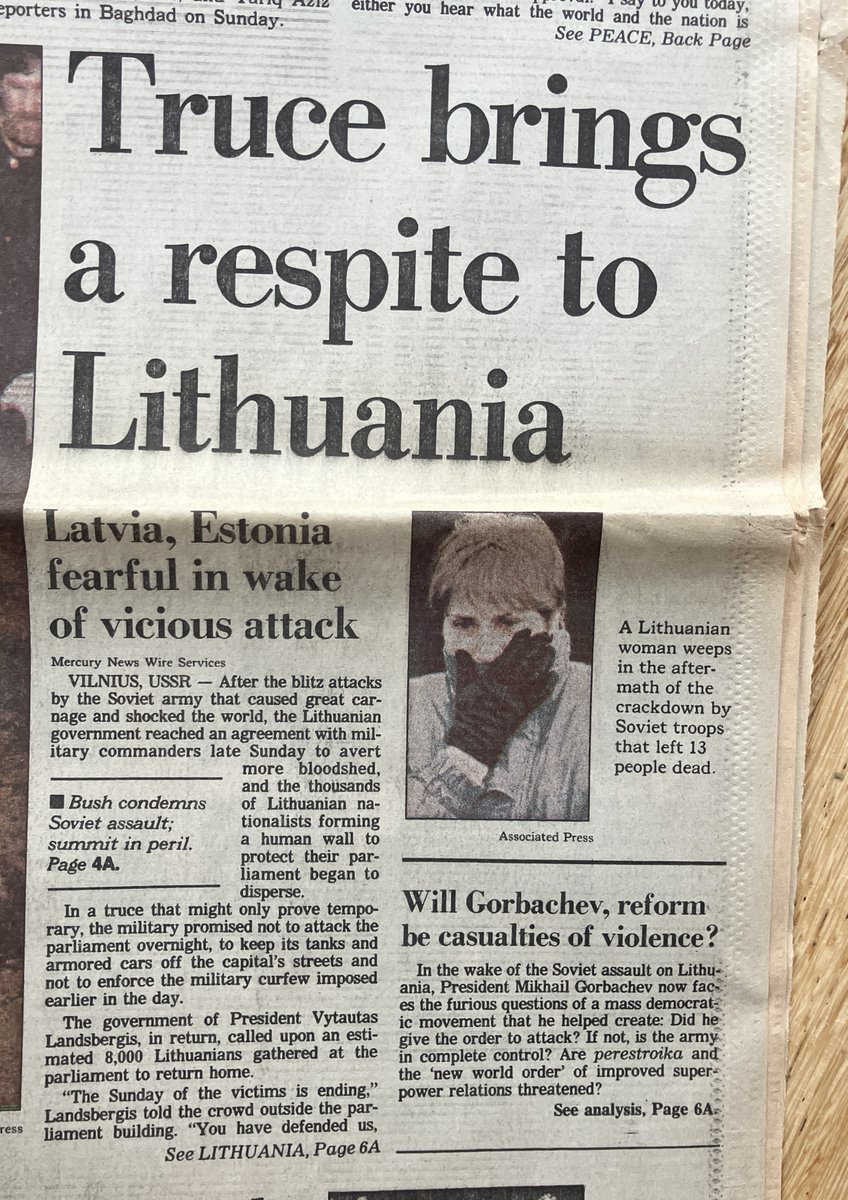 eporters in Baghdad on Sunday.
either you hear what the world and the nation is
See PEACE, Back Page
Truce brings
a respite to
Lithuania
Latvia, Estonia
fearful in wake
of vicious attack
Mercury News Wire Services
VILNIUS, USSR — After the blitz attacks
by the Soviet army that caused great car-
nage and shocked the world, the Lithuanian
government reached an agreement with mil-
itary commanders late Sunday to avert
more bloodshed,
and the thousands
of Lithuanian na-
tionalists forming
a human wall to
protect their par-
liament began to
disperse.
■ Bush condemns
Soviet assault;
summit in peril.
Page 4A.
In a truce that might only prove tempo-
rary, the military promised not to attack the
parliament overnight, to keep its tanks and
armored cars off the capital's streets and
not to enforce the military curfew imposed
earlier in the day.
The government of President Vytautas
Landsbergis, in return, called upon an esti-
mated 8,000 Lithuanians gathered at the
parliament to return home.
"The Sunday of the victims is ending,"
Landsbergis told the crowd outside the par-
liament building. "You have defended us,
See LITHUANIA, Page 6A
A Lithuanian
woman weeps
in the after-
math of the
crackdown by
Soviet troops
that left 13
people dead.
Associated Press
Will Gorbachev, reform
be casualties of violence?
In the wake of the Soviet assault on Lithu-
ania, President Mikhail Gorbachev now fac-
es the furious questions of a mass democrat-
ic movement that he helped create: Did he
give the order to attack? If not, is the army
in complete control? Are perestroika and
the 'new world order' of improved super-
power relations threatened?
See analysis, Page 6A.
ress